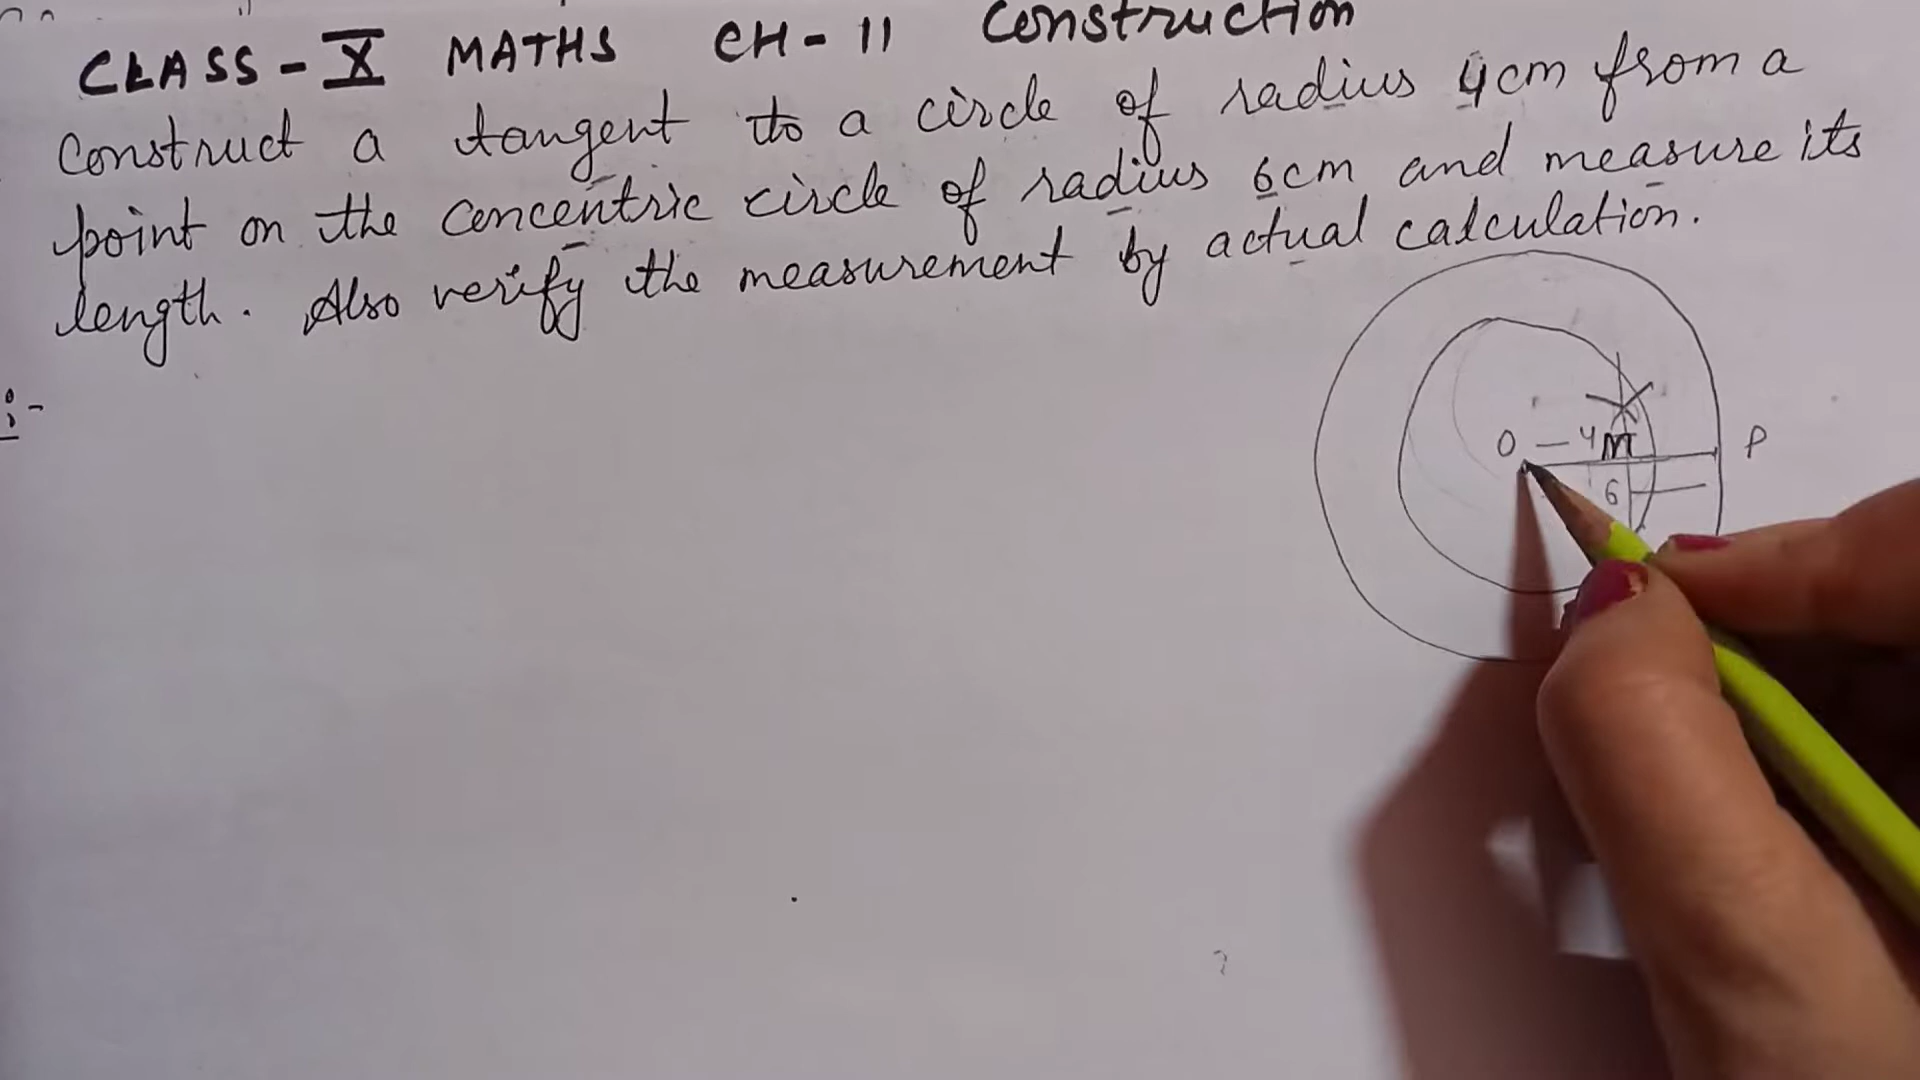 CLASS - X MATHS CH - 11 Construction
Construct a tangent to a circle of radius 4cm from a
point on the concentric circle of radius 6cm and measure its
length. Also verify the measurement by actual calculation.
:-
O - 4 M P
6